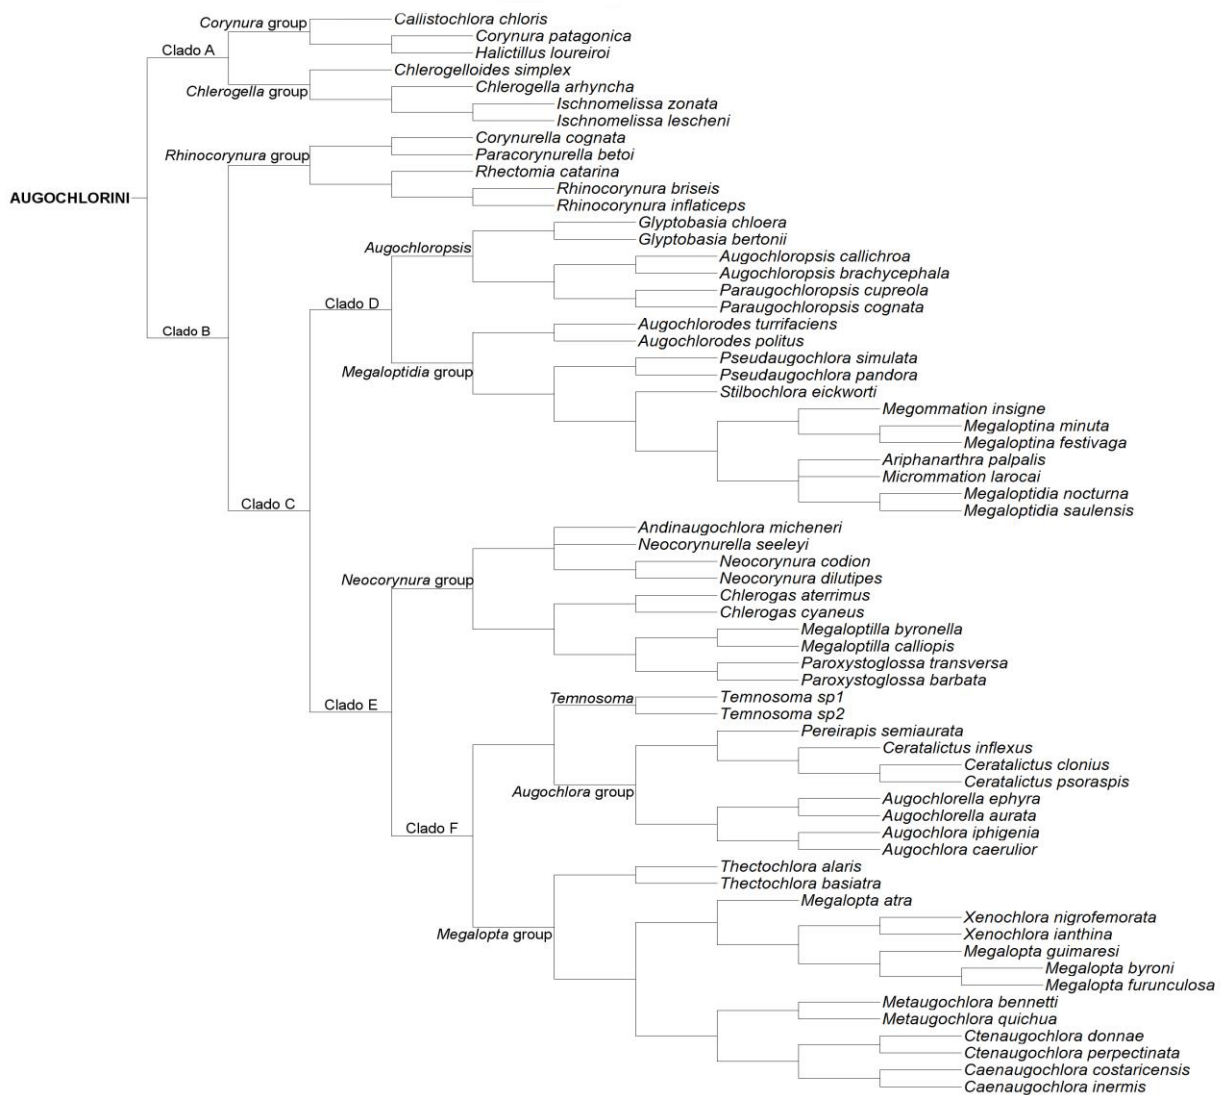 Callistochlora chloris
Corynura group
Corynura patagonica
Clado A
Halictillus loureiroi
Chlerogelloides simplex
Chlerogella arhyncha
Chlerogella group
Ischnomelissa zonata
Ischnomelissa lescheni
Corynurella cognata
Rhinocorynura group
Paracorynurella betoi
Rhectomia catarina
Rhinocorynura briseis
AUGOCHLORINI
Rhinocorynura inflaticeps
Glyptobasia chloera
Glyptobasia bertonii
Augochloropsis
Augochloropsis callichroa
Augochloropsis brachycephala
Paraugochloropsis cupreola
Clado D
Paraugochloropsis cognata
Augochlorodes turrifaciens
Clado B
Augochlorodes politus
Pseudaugochlora simulata
Megaloptidia group
Pseudaugochlora pandora
Stilbochlora eickworti
Megommation insigne
Megaloptina minuta
Megaloptina festivaga
Ariphanarthra palpalis
Micrommation larocai
Megaloptidia nocturna
Clado C
Megaloptidia saulensis
Andinaugochlora micheneri
Neocorynurella seeleyi
Neocorynura codion
Neocorynura group
Neocorynura dilutipes
Chlerogas aterrimus
Chlerogas cyaneus
Megaloptilla byronella
Megaloptilla calliopis
Paroxystoglossa transversa
Paroxystoglossa barbata
Temnosoma
Temnosoma sp1
Clado E
Temnosoma sp2
Pereirapis semiaurata
Ceratalictus inflexus
Ceratalictus clonius
Ceratalictus psoraspis
Augochlora group
Augochlorella ephyra
Augochlorella aurata
Clado F
Augochlora iphigenia
Augochlora caerulior
Thectochlora alaris
Thectochlora basiatra
Megalopta atra
Xenochlora nigrofemorata
Megalopta group
Xenochlora ianthina
Megalopta guimaresi
Megalopta byroni
Megalopta furunculosa
Metaugochlora bennetti
Metaugochlora quichua
Ctenaugochlora donnae
Ctenaugochlora perpectinata
Caenaugochlora costaricensis
Caenaugochlora inermis